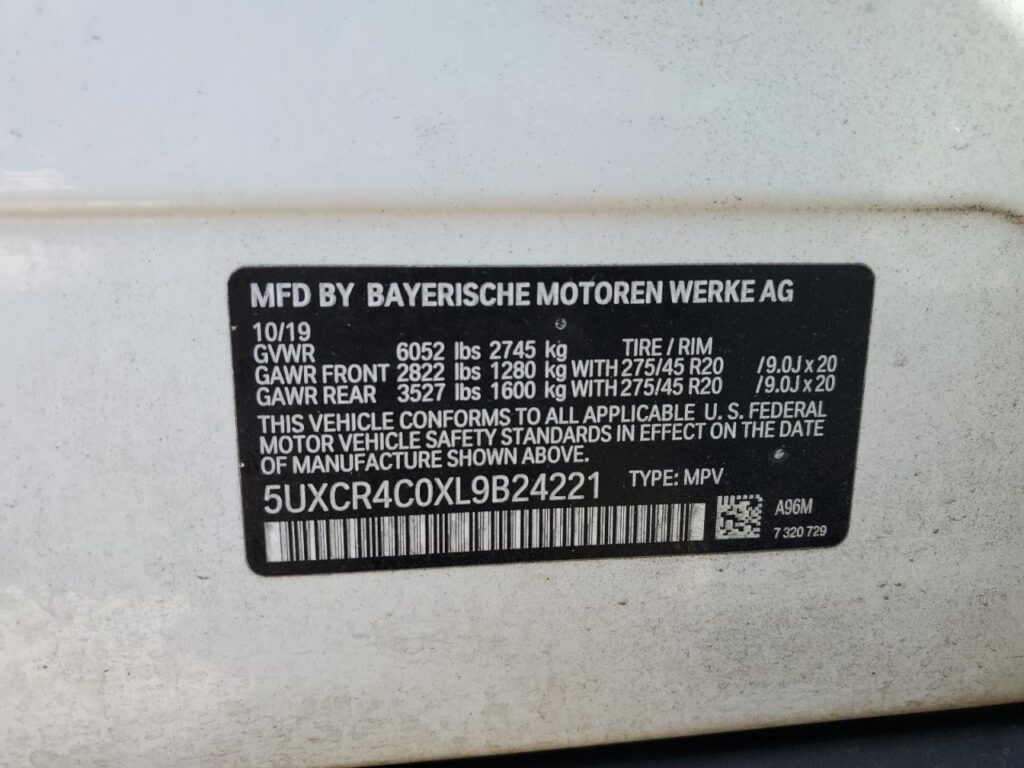 MFD BY BAYERISCHE MOTOREN WERKE AG
10/19
GVWR 6052 lbs 2745 kg TIRE / RIM
GAWR FRONT 2822 lbs 1280 kg WITH 275/45 R20 /9.0J x 20
GAWR REAR 3527 lbs 1600 kg WITH 275/45 R20 /9.0J x 20
THIS VEHICLE CONFORMS TO ALL APPLICABLE U. S. FEDERAL
MOTOR VEHICLE SAFETY STANDARDS IN EFFECT ON THE DATE
OF MANUFACTURE SHOWN ABOVE.
5UXCR4C0XL9B24221 TYPE: MPV
A96M
7 320 729